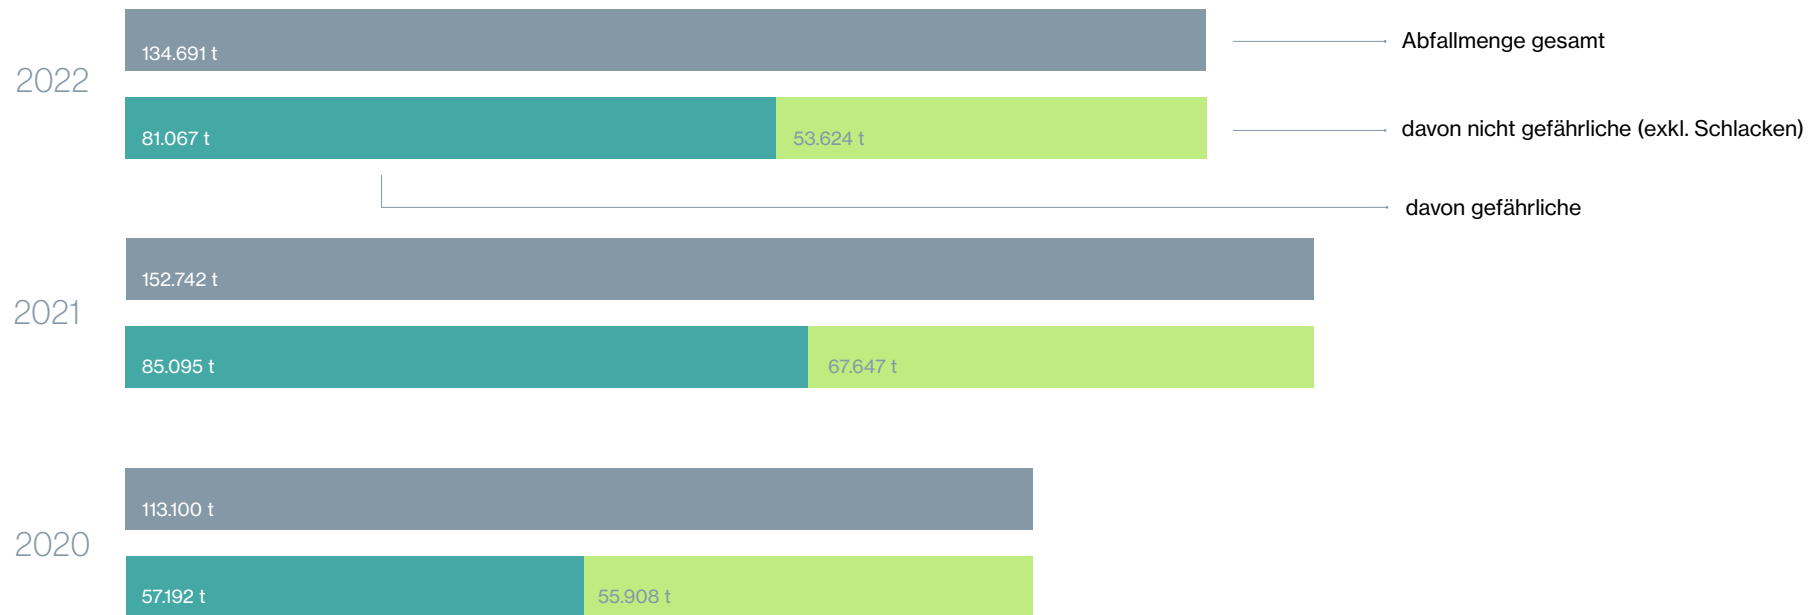 134.691 t
Abfallmenge gesamt
2022
81.067 t
53.624 t
davon nicht gefährliche (exkl. Schlacken)
davon gefährliche
152.742 t
2021
85.095 t
67.647 t
113.100 t
2020
57.192 t
55.908 t